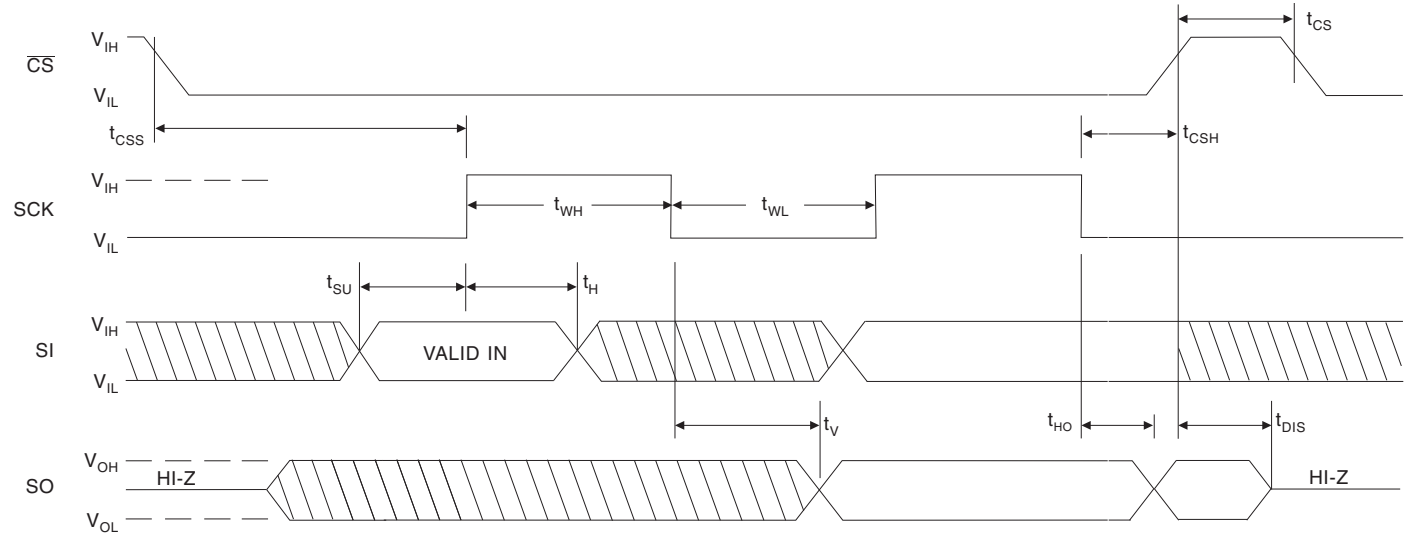 t_CS
V_IH
C̅S̅
V_IL
t_CSS
t_CSH
V_IH
SCK
t_WH
t_WL
V_IL
t_SU
t_H
V_IH
SI
VALID IN
V_IL
t_V
t_HO
t_DIS
V_OH
HI-Z
HI-Z
SO
V_OL